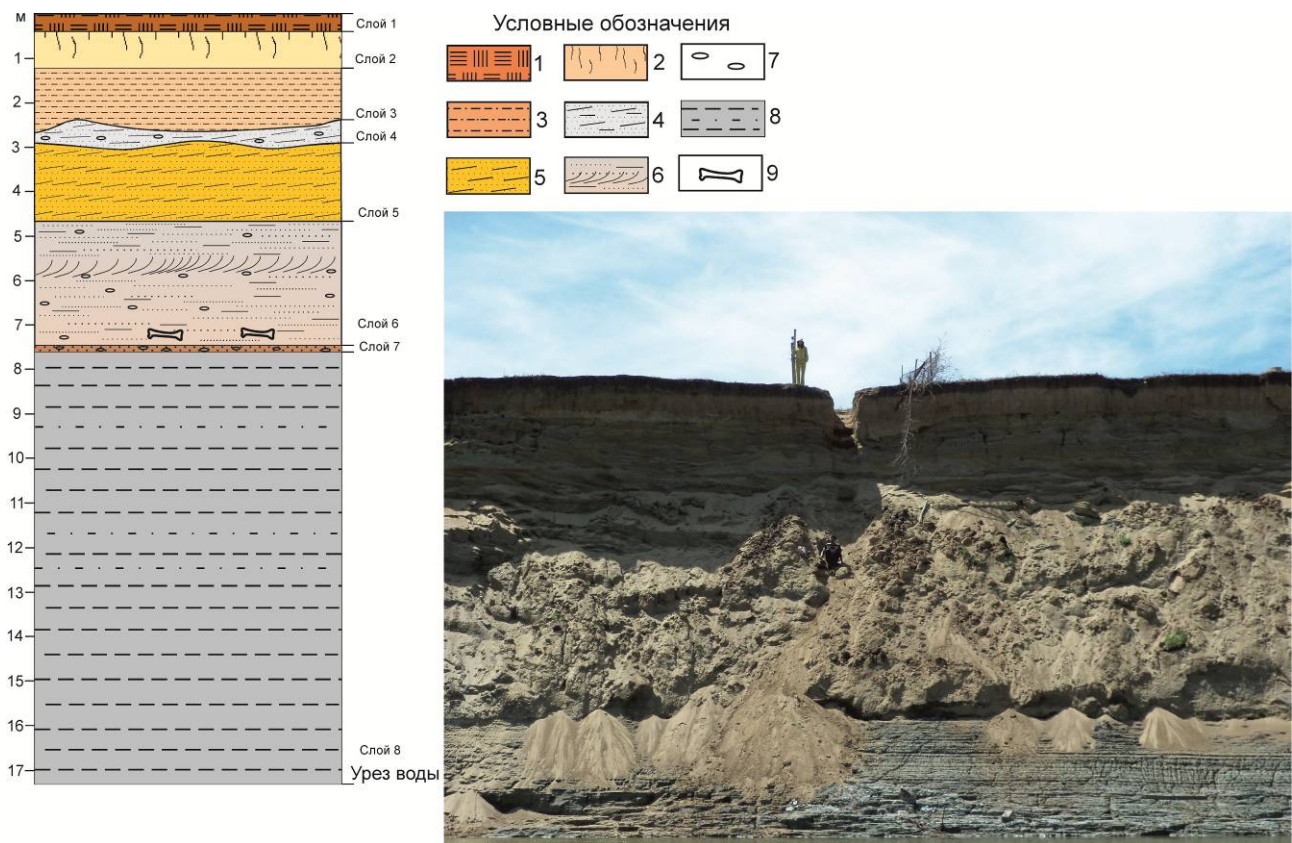 м
Слой 1
1
Слой 2
2
Слой 3
Слой 4
3
4
Слой 5
5
6
Слой 6
7
Слой 7
8
9
10
11
12
13
14
15
16
Слой 8
17
Урез воды
Условные обозначения
1 2 7
3 4 8
5 6 9